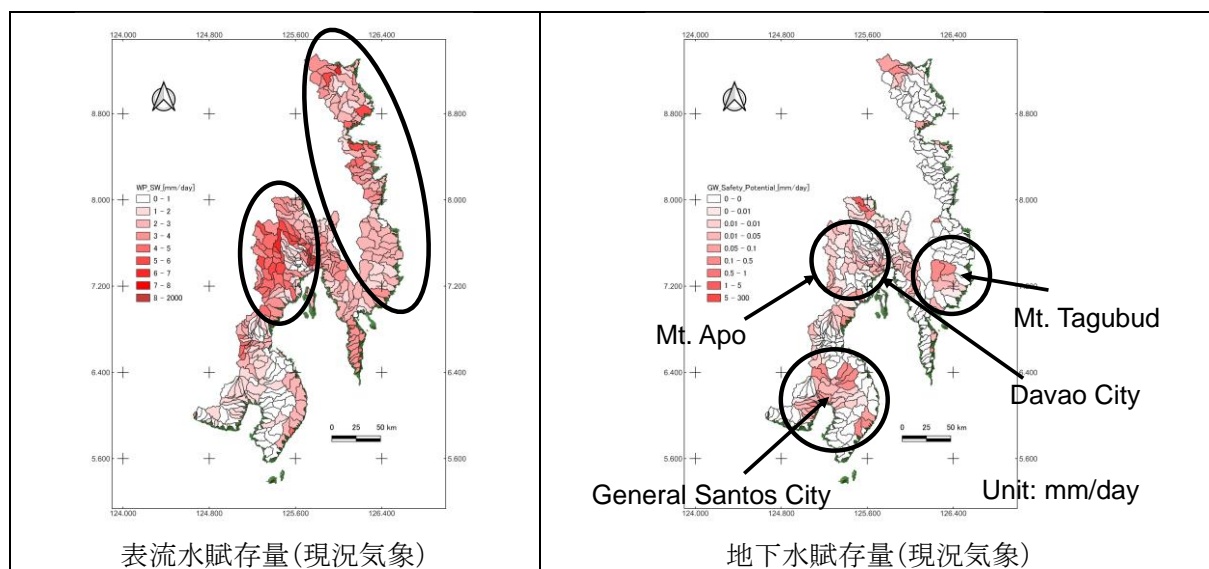 124.000 124.800 125.600 126.400
8.800 8.800
WP_SW_[mm/day]
0 - 1
1 - 2
2 - 3
3 - 4
4 - 5
5 - 6
6 - 7
7 - 8
8 - 2000
8.000 8.000
7.200 7.200
6.400 6.400
0 25 50 km
5.600 5.600
124.000 124.800 125.600 126.400
表流水賦存量(現況気象)
124.000 124.800 125.600 126.400
8.800 8.800
GW_Safety_Potential_[mm/day]
0 - 0
0 - 0.01
0.01 - 0.01
0.01 - 0.05
0.05 - 0.1
0.1 - 0.5
0.5 - 1
1 - 5
5 - 300
8.000 8.000
7.200 7.200
Mt. Apo
Mt. Tagubud
Davao City
6.400 6.400
0 25 50 km
5.600 5.600
General Santos City
Unit: mm/day
124.000 124.800 125.600 126.400
地下水賦存量(現況気象)